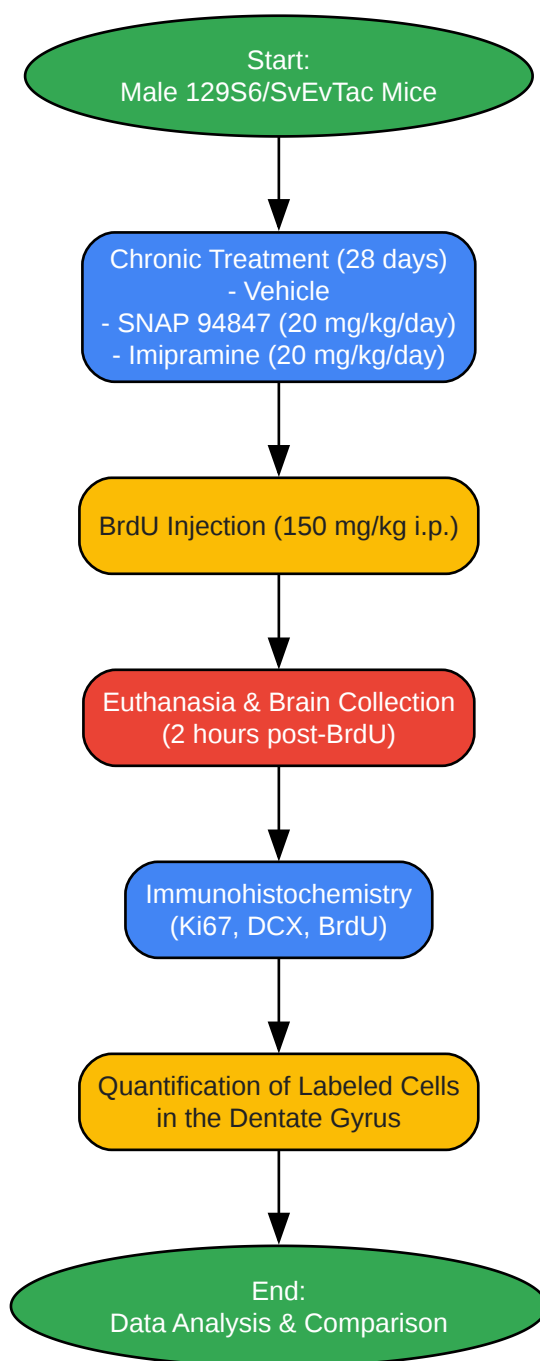 Start:
Male 129S6/SvEvTac Mice
Chronic Treatment (28 days)
- Vehicle
- SNAP 94847 (20 mg/kg/day)
- Imipramine (20 mg/kg/day)
BrdU Injection (150 mg/kg i.p.)
Euthanasia & Brain Collection
(2 hours post-BrdU)
Immunohistochemistry
(Ki67, DCX, BrdU)
Quantification of Labeled Cells
in the Dentate Gyrus
End:
Data Analysis & Comparison